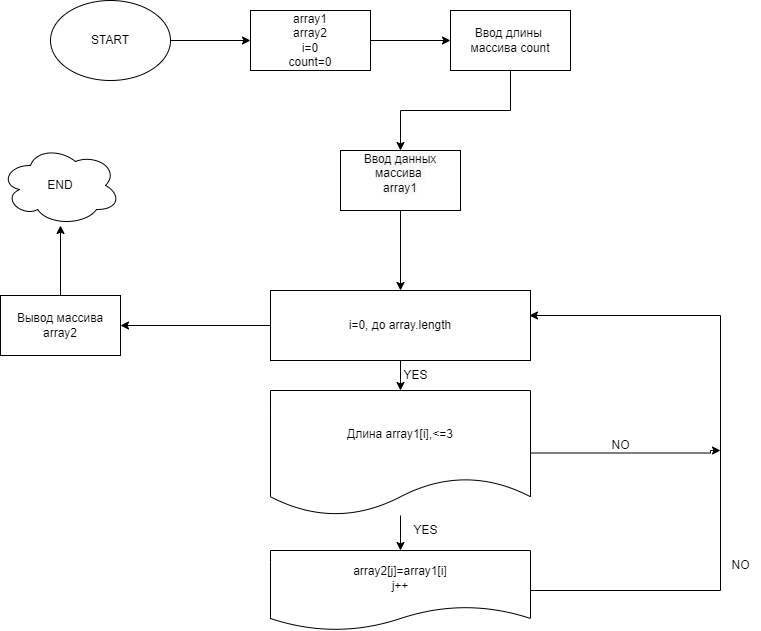 START
array1
array2
i=0
count=0
Ввод длины
массива count
Ввод данных
массива
array1
END
Вывод массива
array2
i=0, до array.length
YES
Длина array1[i],<=3
NO
YES
array2[j]=array1[i]
j++
NO